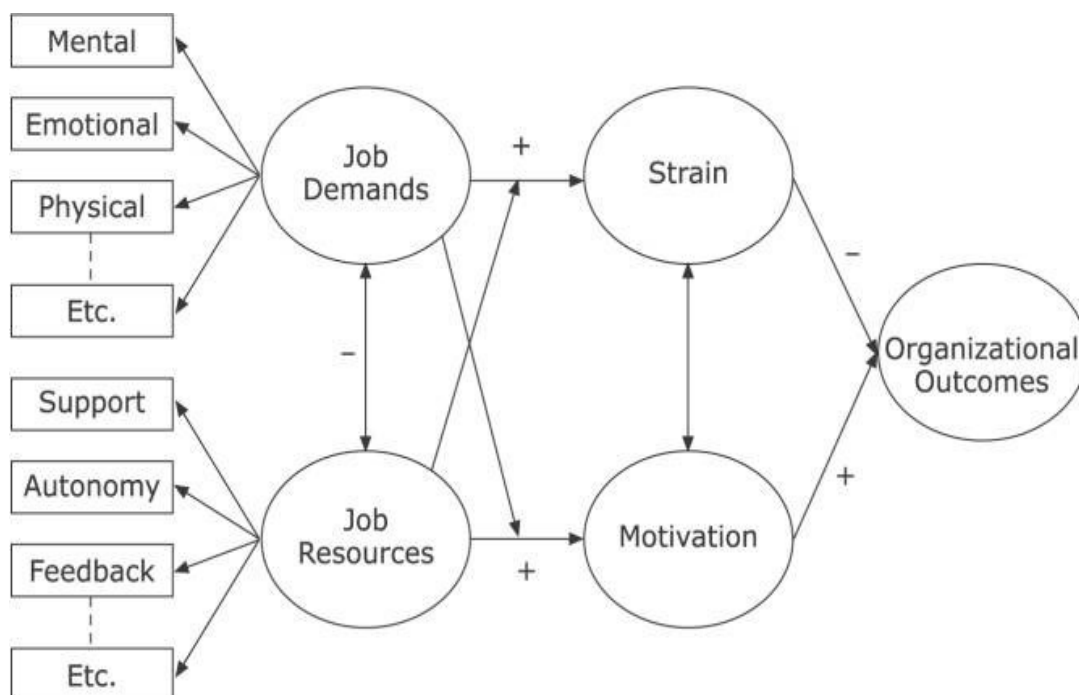 Mental
Emotional
Physical
Etc.
Support
Autonomy
Feedback
Etc.
Job
Demands
–
Job
Resources
+
+
Strain
Motivation
–
+
Organizational
Outcomes